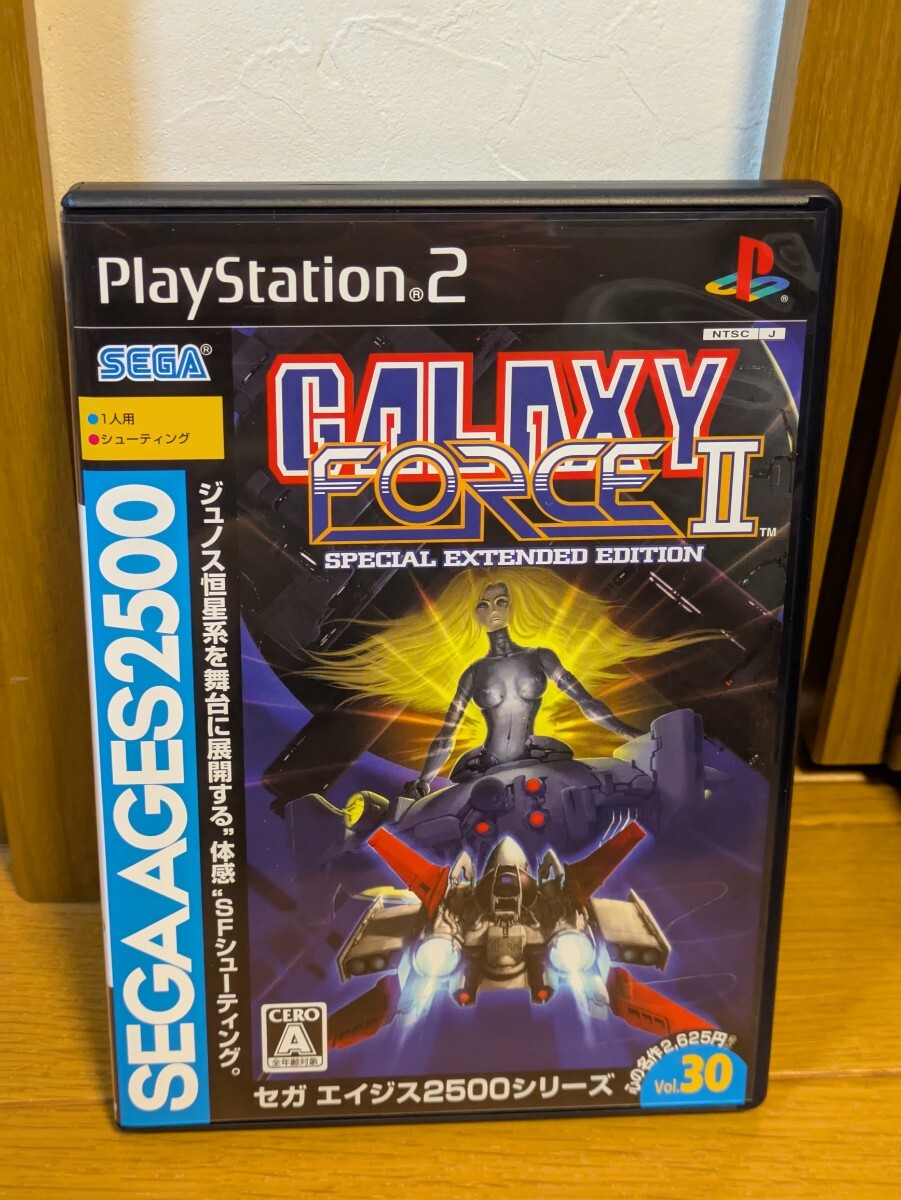 PlayStation®2
NTSC J
SEGA®
●1人用
●シューティング
GALAXY
FORCE II™
SPECIAL EXTENDED EDITION
SEGA AGES 2500
ジュノス恒星系を舞台に展開する”体感“SFシューティング。
CERO
A
全年齢対応
セガ エイジス2500シリーズ
心の名作2,625円
Vol.30